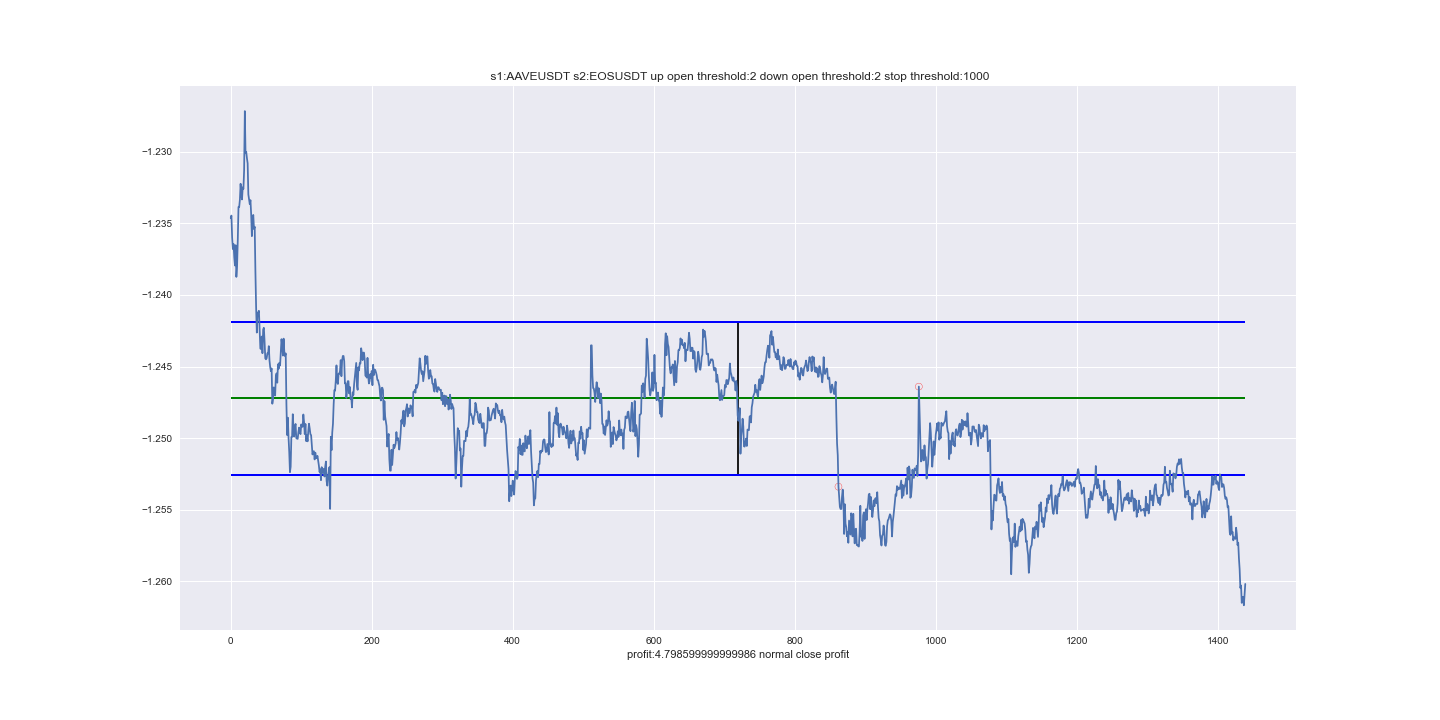 s1:AAVEUSDT s2:EOSUSDT up open threshold:2 down open threshold:2 stop threshold:1000
−1.230
−1.235
−1.240
−1.245
−1.250
−1.255
−1.260
0 200 400 600 800 1000 1200 1400
profit:4.798599999999986 normal close profit